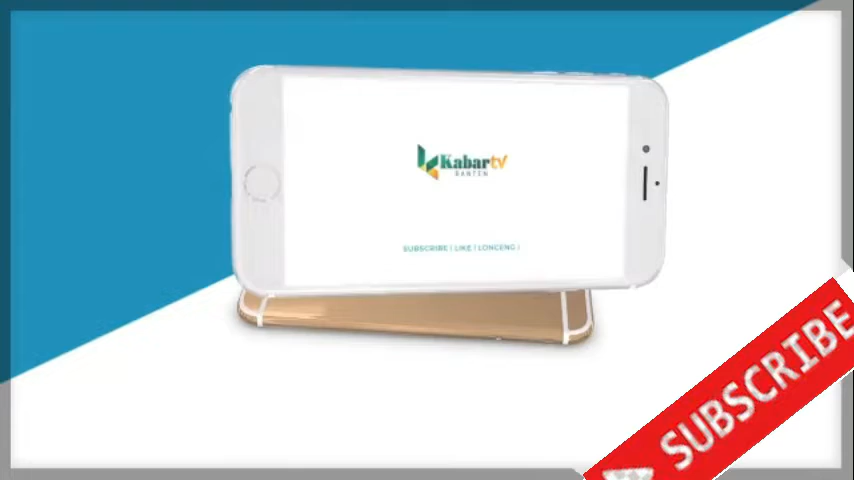 Kabartv
BANTEN
SUBSCRIBE | LIKE | LONCENG |
SUBSCRIBE